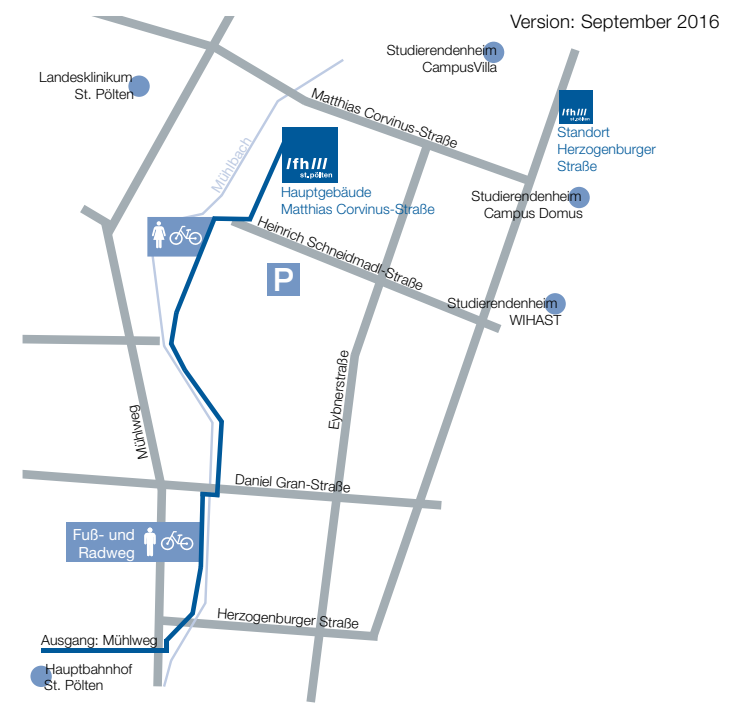 Version: September 2016
Studierendenheim
CampusVilla
Landesklinikum
St. Pölten
Matthias Corvinus-Straße
/fh///
st.pölten
Standort
Herzogenburger
Straße
Mühlbach
/fh///
st.pölten
Hauptgebäude
Matthias Corvinus-Straße
Studierendenheim
Campus Domus
Heinrich Schneidmadl-Straße
P
Studierendenheim
WIHAST
Eybnerstraße
Mühlweg
Daniel Gran-Straße
Fuß- und
Radweg
Herzogenburger Straße
Ausgang: Mühlweg
Hauptbahnhof
St. Pölten